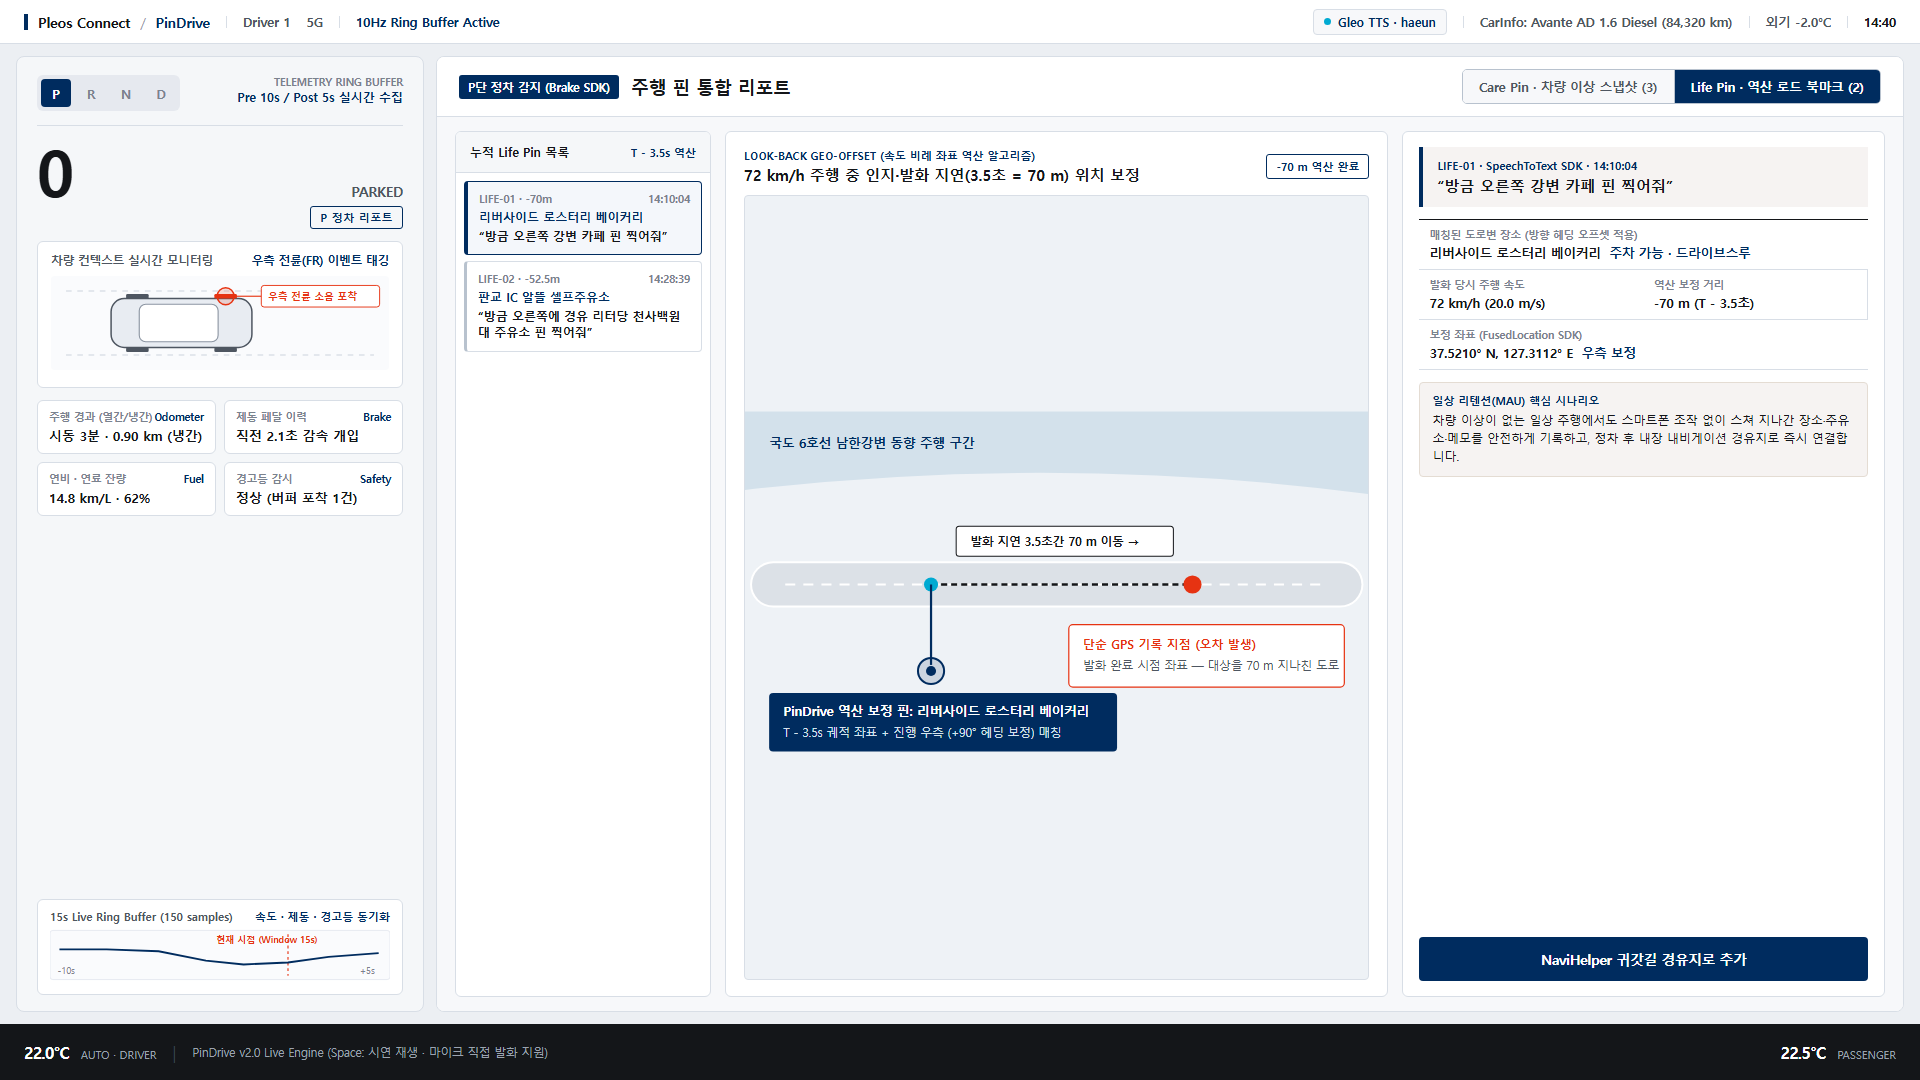 Pleos Connect / PinDrive
Driver 1
5G
10Hz Ring Buffer Active
Gleo TTS · haeun
CarInfo: Avante AD 1.6 Diesel (84,320 km)
외기 -2.0°C
14:40
P R N D
TELEMETRY RING BUFFER
Pre 10s / Post 5s 실시간 수집
0
PARKED
P 정차 리포트
차량 컨텍스트 실시간 모니터링
우측 전륜(FR) 이벤트 태깅
우측 전륜 소음 포착
주행 경과 (열간/냉간) Odometer
시동 3분 · 0.90 km (냉간)
제동 페달 이력 Brake
직전 2.1초 감속 개입
연비 · 연료 잔량 Fuel
14.8 km/L · 62%
경고등 감시 Safety
정상 (버퍼 포착 1건)
15s Live Ring Buffer (150 samples)
속도 · 제동 · 경고등 동기화
현재 시점 (Window 15s)
-10s
+5s
P단 정차 감지 (Brake SDK)
주행 핀 통합 리포트
Care Pin · 차량 이상 스냅샷 (3)
Life Pin · 역산 로드 북마크 (2)
누적 Life Pin 목록
T - 3.5s 역산
LIFE-01 · -70m 14:10:04
리버사이드 로스터리 베이커리
“방금 오른쪽 강변 카페 핀 찍어줘”
LIFE-02 · -52.5m 14:28:39
판교 IC 알뜰 셀프주유소
“방금 오른쪽에 경유 리터당 천사백원
대 주유소 핀 찍어줘”
LOOK-BACK GEO-OFFSET (속도 비례 좌표 역산 알고리즘)
72 km/h 주행 중 인지·발화 지연(3.5초 = 70 m) 위치 보정
-70 m 역산 완료
국도 6호선 남한강변 동향 주행 구간
발화 지연 3.5초간 70 m 이동 →
단순 GPS 기록 지점 (오차 발생)
발화 완료 시점 좌표 — 대상을 70 m 지나친 도로
PinDrive 역산 보정 핀: 리버사이드 로스터리 베이커리
T - 3.5s 궤적 좌표 + 진행 우측 (+90° 헤딩 보정) 매칭
LIFE-01 · SpeechToText SDK · 14:10:04
“방금 오른쪽 강변 카페 핀 찍어줘”
매칭된 도로변 장소 (방향 헤딩 오프셋 적용)
리버사이드 로스터리 베이커리 주차 가능 · 드라이브스루
발화 당시 주행 속도
72 km/h (20.0 m/s)
역산 보정 거리
-70 m (T - 3.5초)
보정 좌표 (FusedLocation SDK)
37.5210° N, 127.3112° E 우측 보정
일상 리텐션(MAU) 핵심 시나리오
차량 이상이 없는 일상 주행에서도 스마트폰 조작 없이 스쳐 지나간 장소·주유
소·메모를 안전하게 기록하고, 정차 후 내장 내비게이션 경유지로 즉시 연결합
니다.
NaviHelper 귀갓길 경유지로 추가
22.0°C AUTO · DRIVER
PinDrive v2.0 Live Engine (Space: 시연 재생 · 마이크 직접 발화 지원)
22.5°C PASSENGER